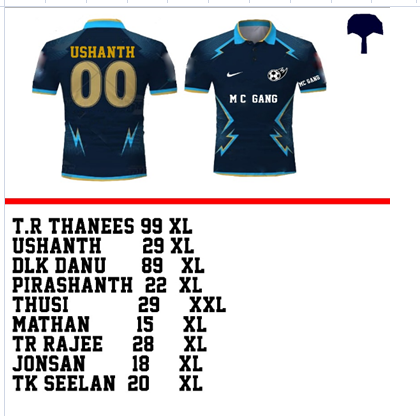 USHANTH
00
M C GANG
MC GANG
T.R THANEES 99 XL
USHANTH 29 XL
DLK DANU 89 XL
PIRASHANTH 22 XL
THUSI 29 XXL
MATHAN 15 XL
TR RAJEE 28 XL
JONSAN 18 XL
TK SEELAN 20 XL